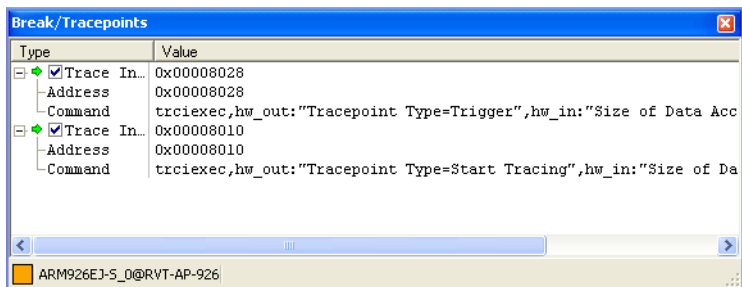 Break/Tracepoints
Type Value
Trace In… 0x00008028
Address 0x00008028
Command trciexec,hw_out:"Tracepoint Type=Trigger",hw_in:"Size of Data Acc
Trace In… 0x00008010
Address 0x00008010
Command trciexec,hw_out:"Tracepoint Type=Start Tracing",hw_in:"Size of Da
ARM926EJ-S_0@RVT-AP-926